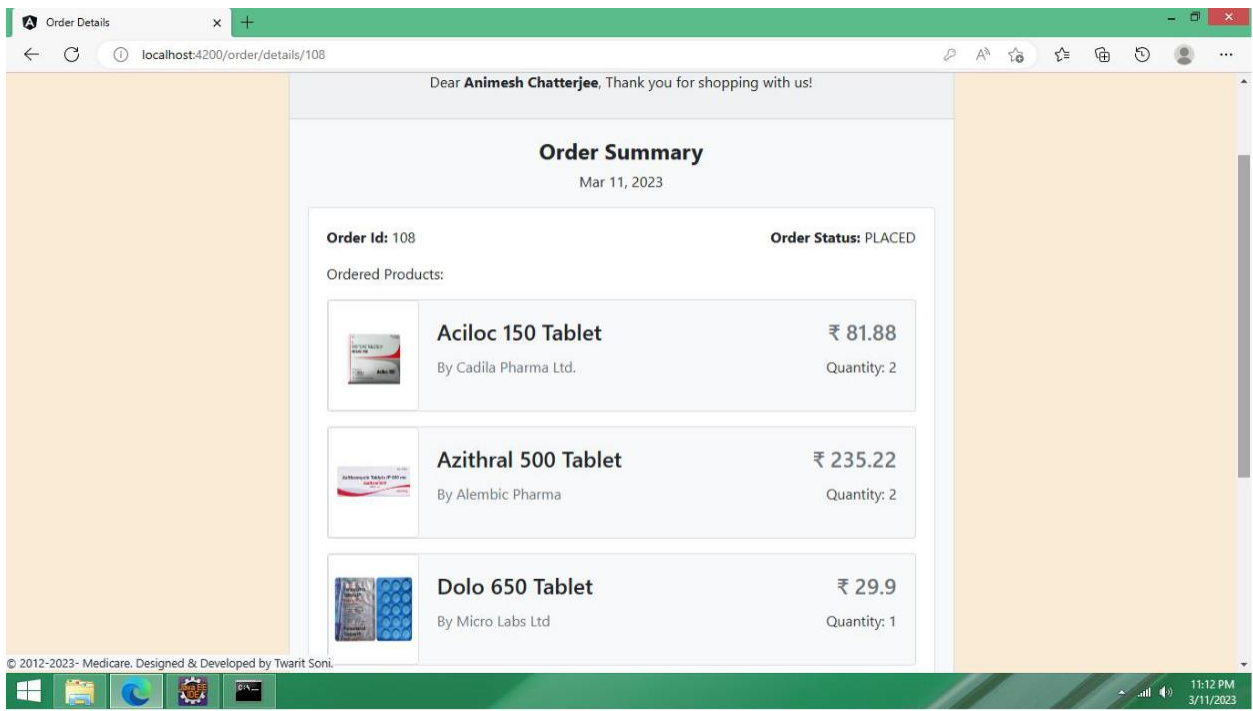 Order Details
localhost:4200/order/details/108
Dear Animesh Chatterjee, Thank you for shopping with us!
Order Summary
Mar 11, 2023
Order Id: 108
Order Status: PLACED
Ordered Products:
Aciloc 150 Tablet
₹ 81.88
By Cadila Pharma Ltd.
Quantity: 2
Azithral 500 Tablet
₹ 235.22
By Alembic Pharma
Quantity: 2
Dolo 650 Tablet
₹ 29.9
By Micro Labs Ltd
Quantity: 1
© 2012-2023- Medicare. Designed & Developed by Twarit Soni.
Java EE
IDE
C:\_
11:12 PM
3/11/2023